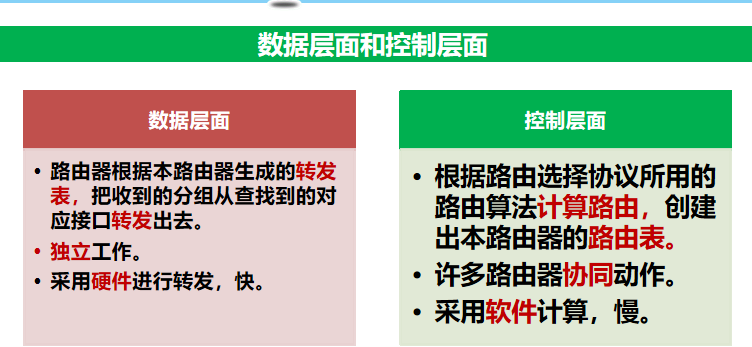 数据层面和控制层面
数据层面
• 路由器根据本路由器生成的转发
表，把收到的分组从查找到的对
应接口转发出去。
• 独立工作。
• 采用硬件进行转发，快。
控制层面
• 根据路由选择协议所用的
路由算法计算路由，创建
出本路由器的路由表。
• 许多路由器协同动作。
• 采用软件计算，慢。